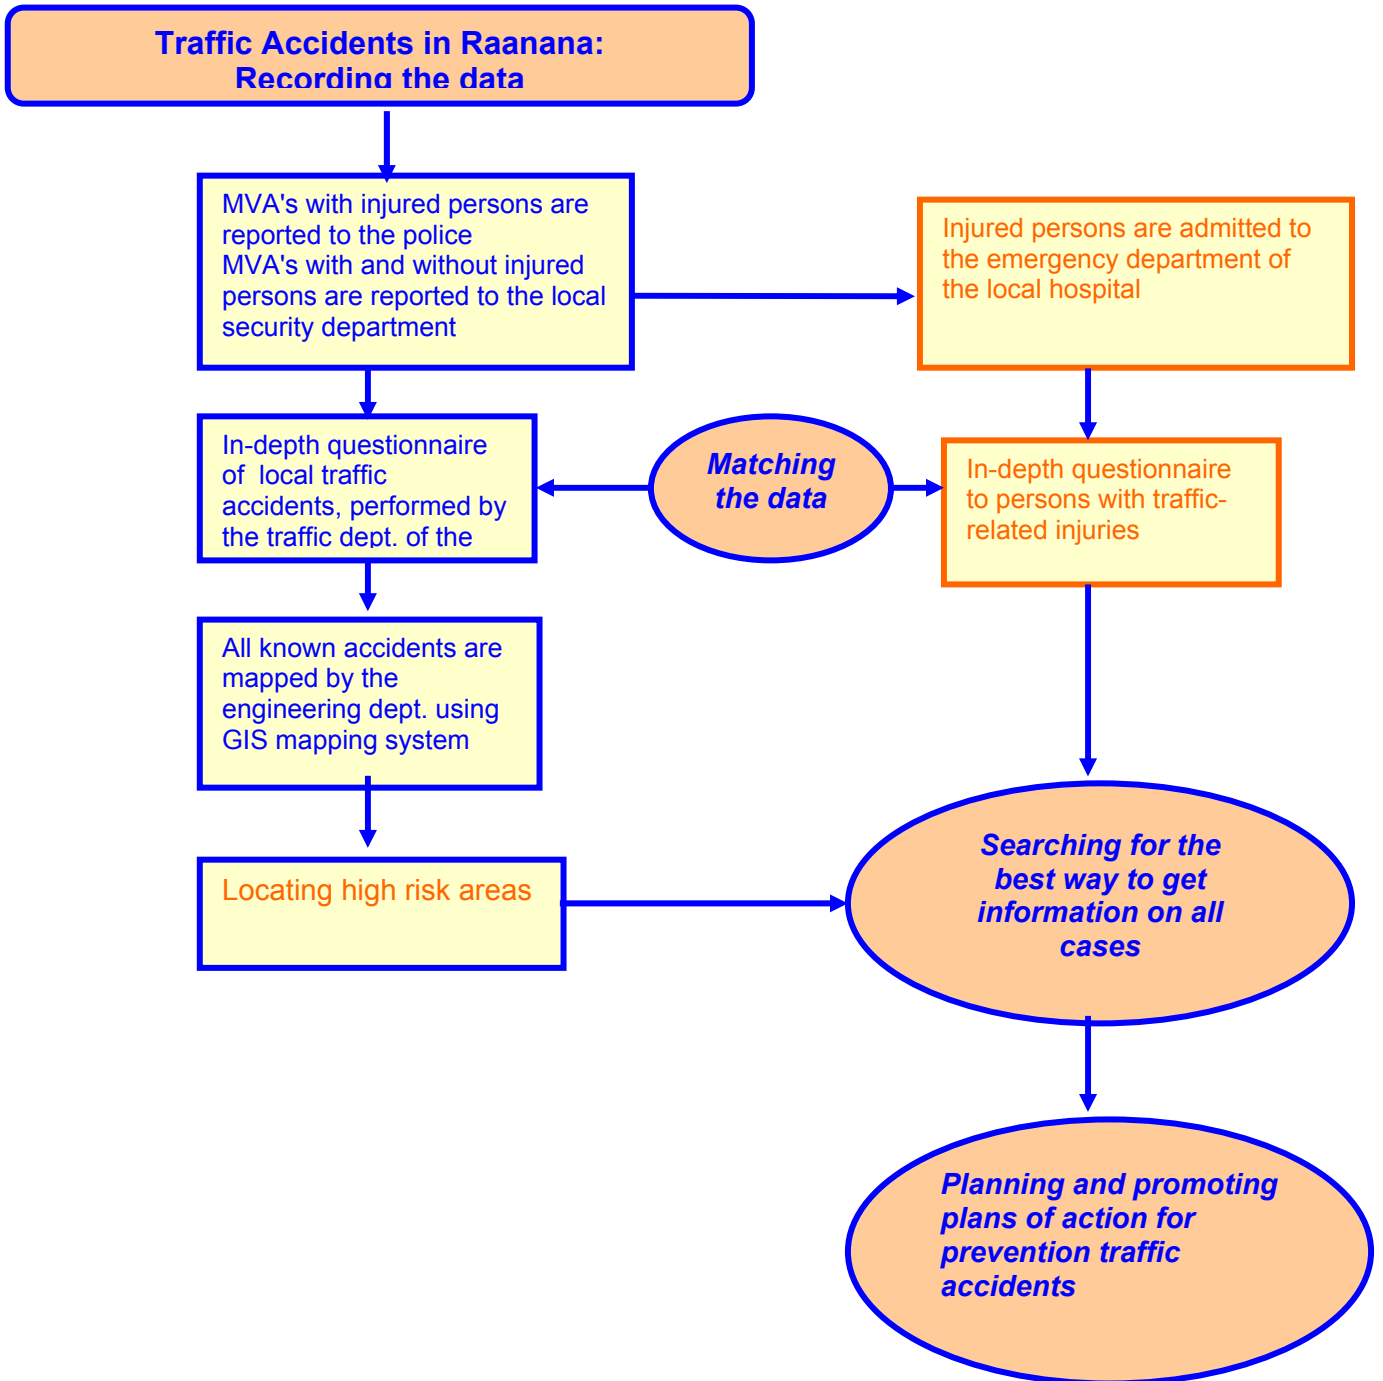 Traffic Accidents in Raanana:
Recording the data
MVA's with injured persons are
reported to the police
MVA's with and without injured
persons are reported to the local
security department
Injured persons are admitted to
the emergency department of
the local hospital
In-depth questionnaire
of local traffic
accidents, performed by
the traffic dept. of the
Matching
the data
In-depth questionnaire
to persons with traffic-
related injuries
All known accidents are
mapped by the
engineering dept. using
GIS mapping system
Locating high risk areas
Searching for the
best way to get
information on all
cases
Planning and promoting
plans of action for
prevention traffic
accidents